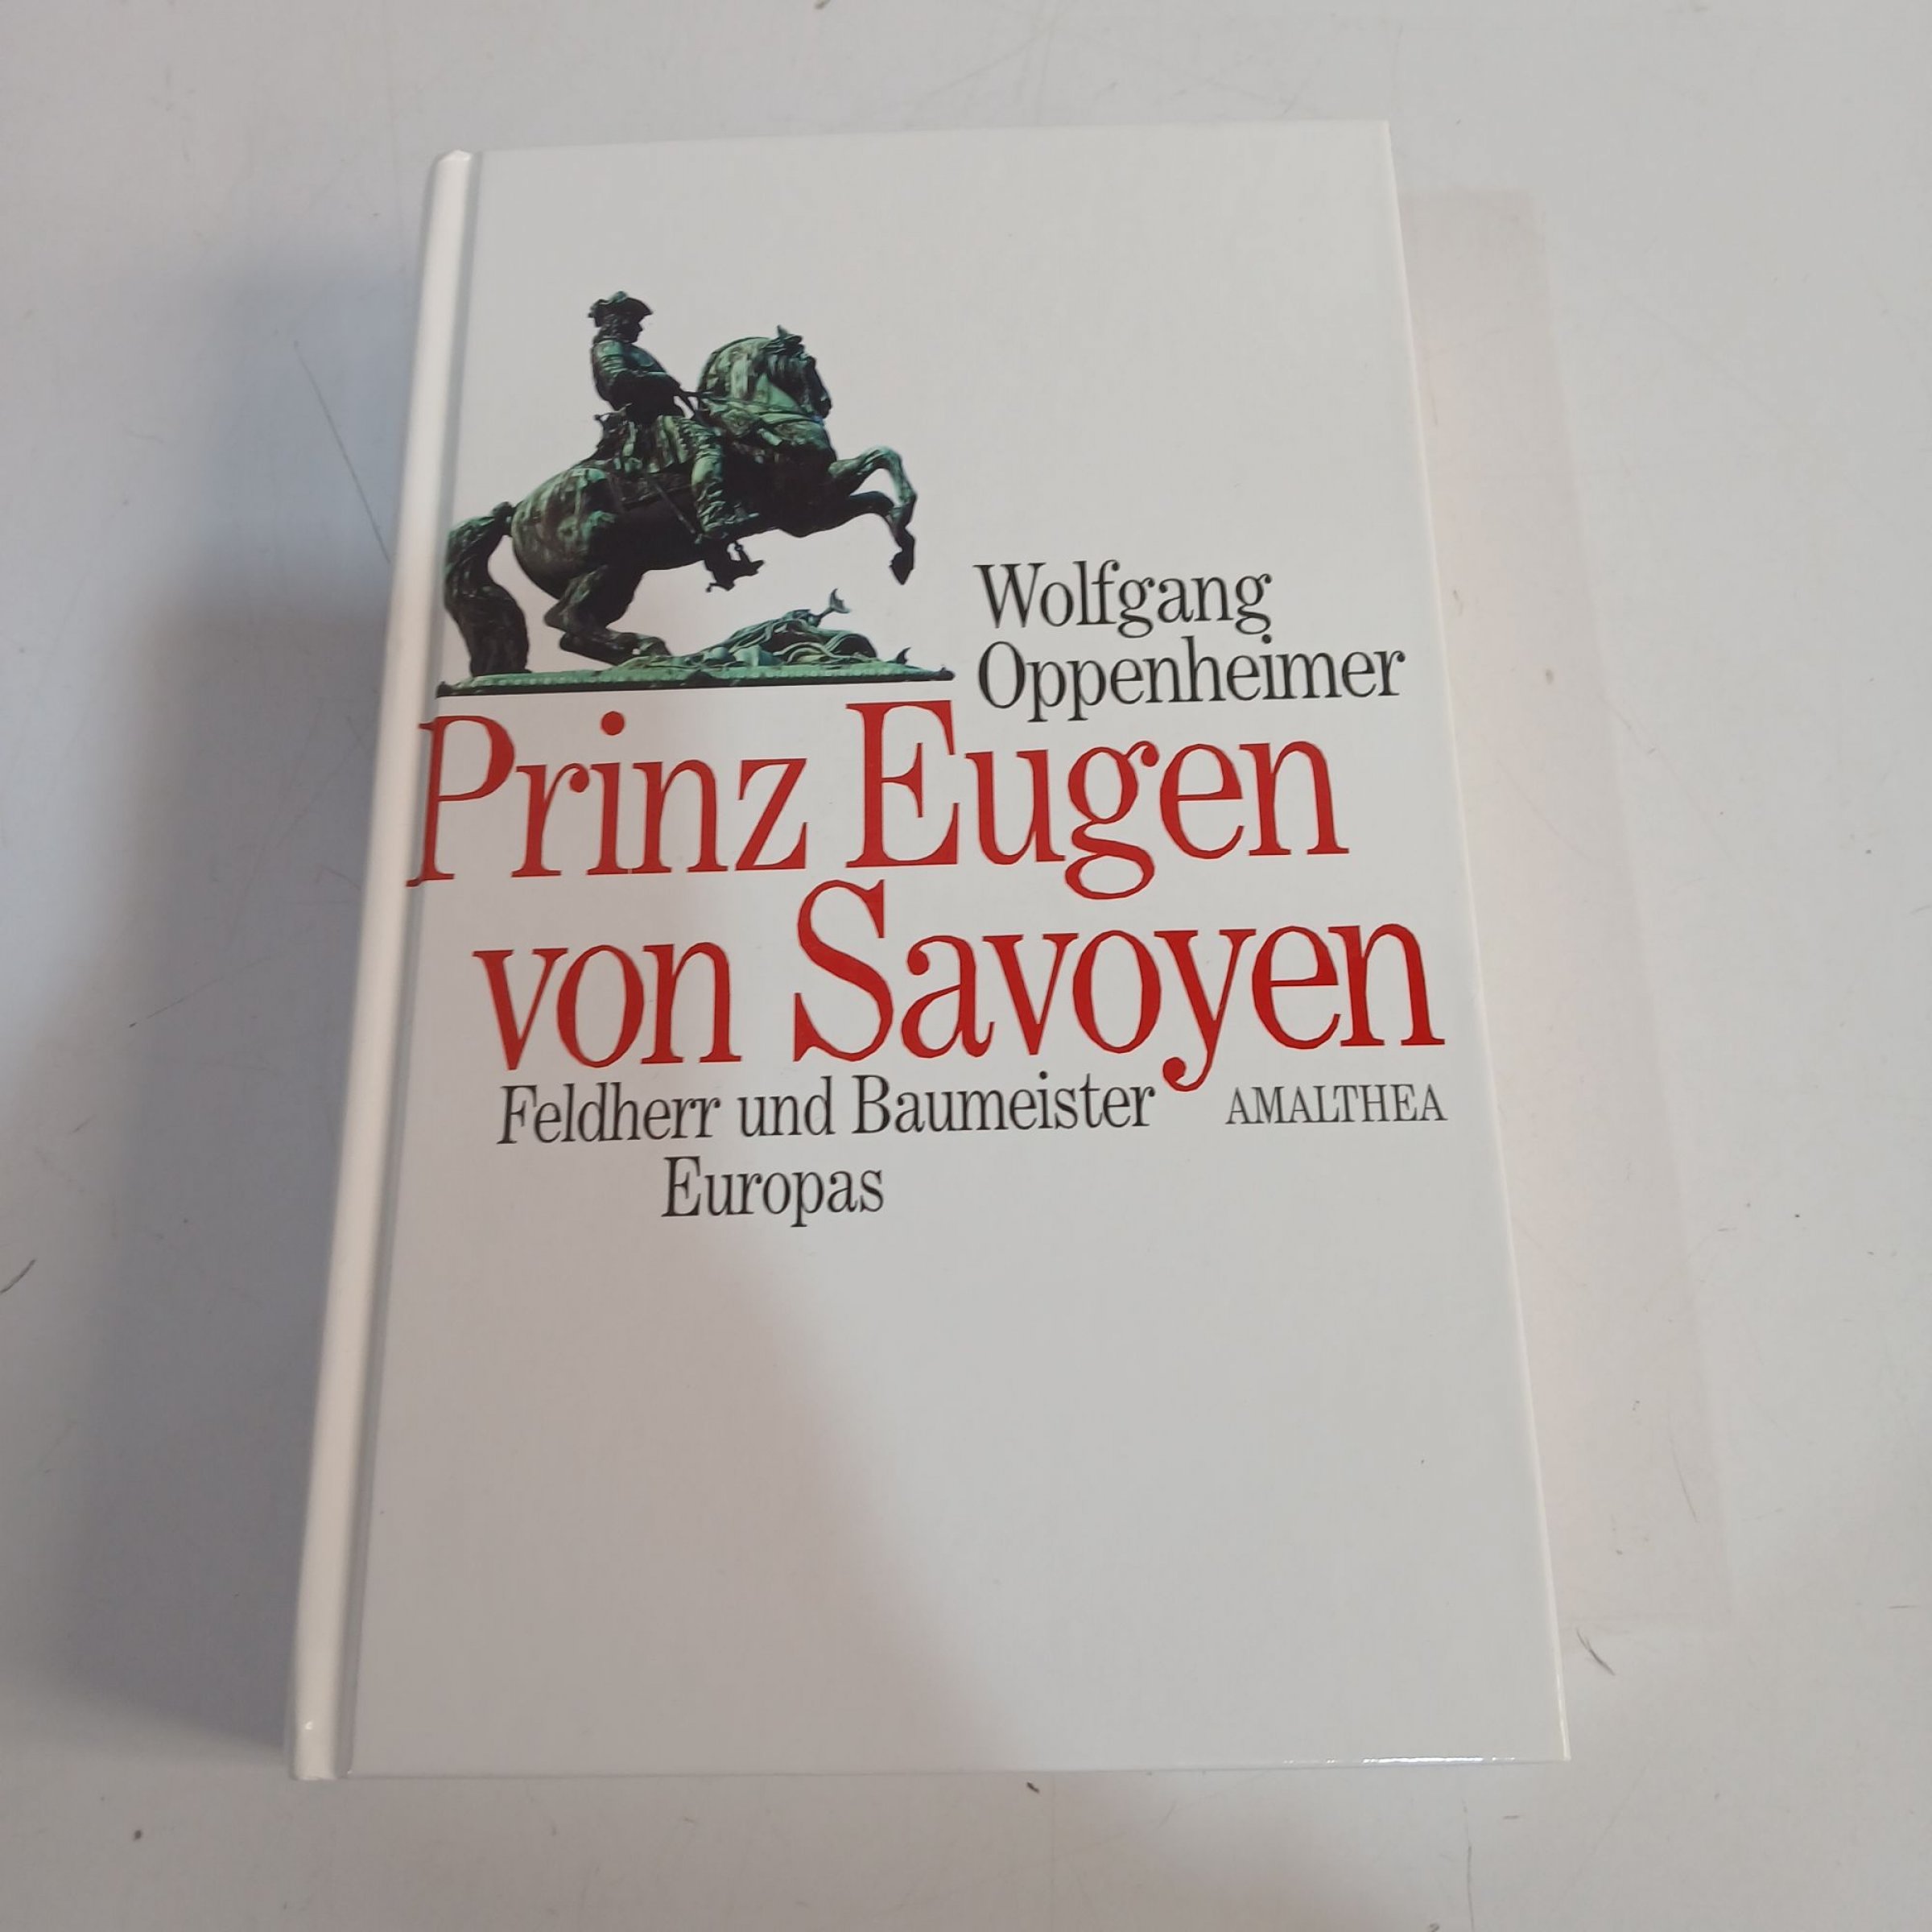 Wolfgang
Oppenheimer
Prinz Eugen
von Savoyen
Feldherr und Baumeister
Europas
AMALTHEA